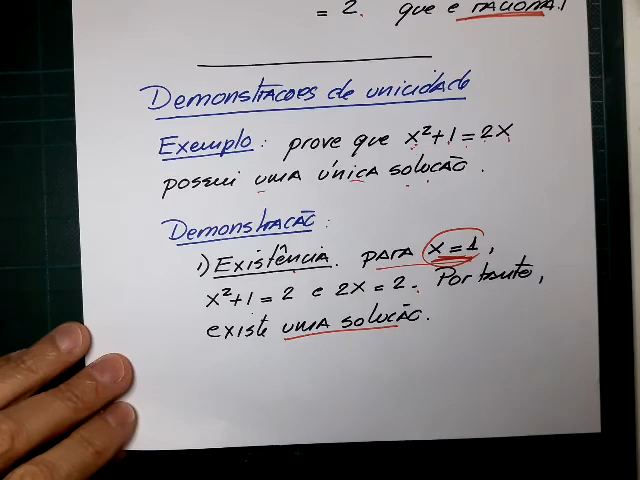 = 2. que é racional!
Demonstracoes de unicidade
Exemplo: prove que x²+1=2x
possui uma única solução.
Demonstração:
1) Existência. para x=1,
x²+1=2 e 2x=2. Portanto,
existe uma solução.